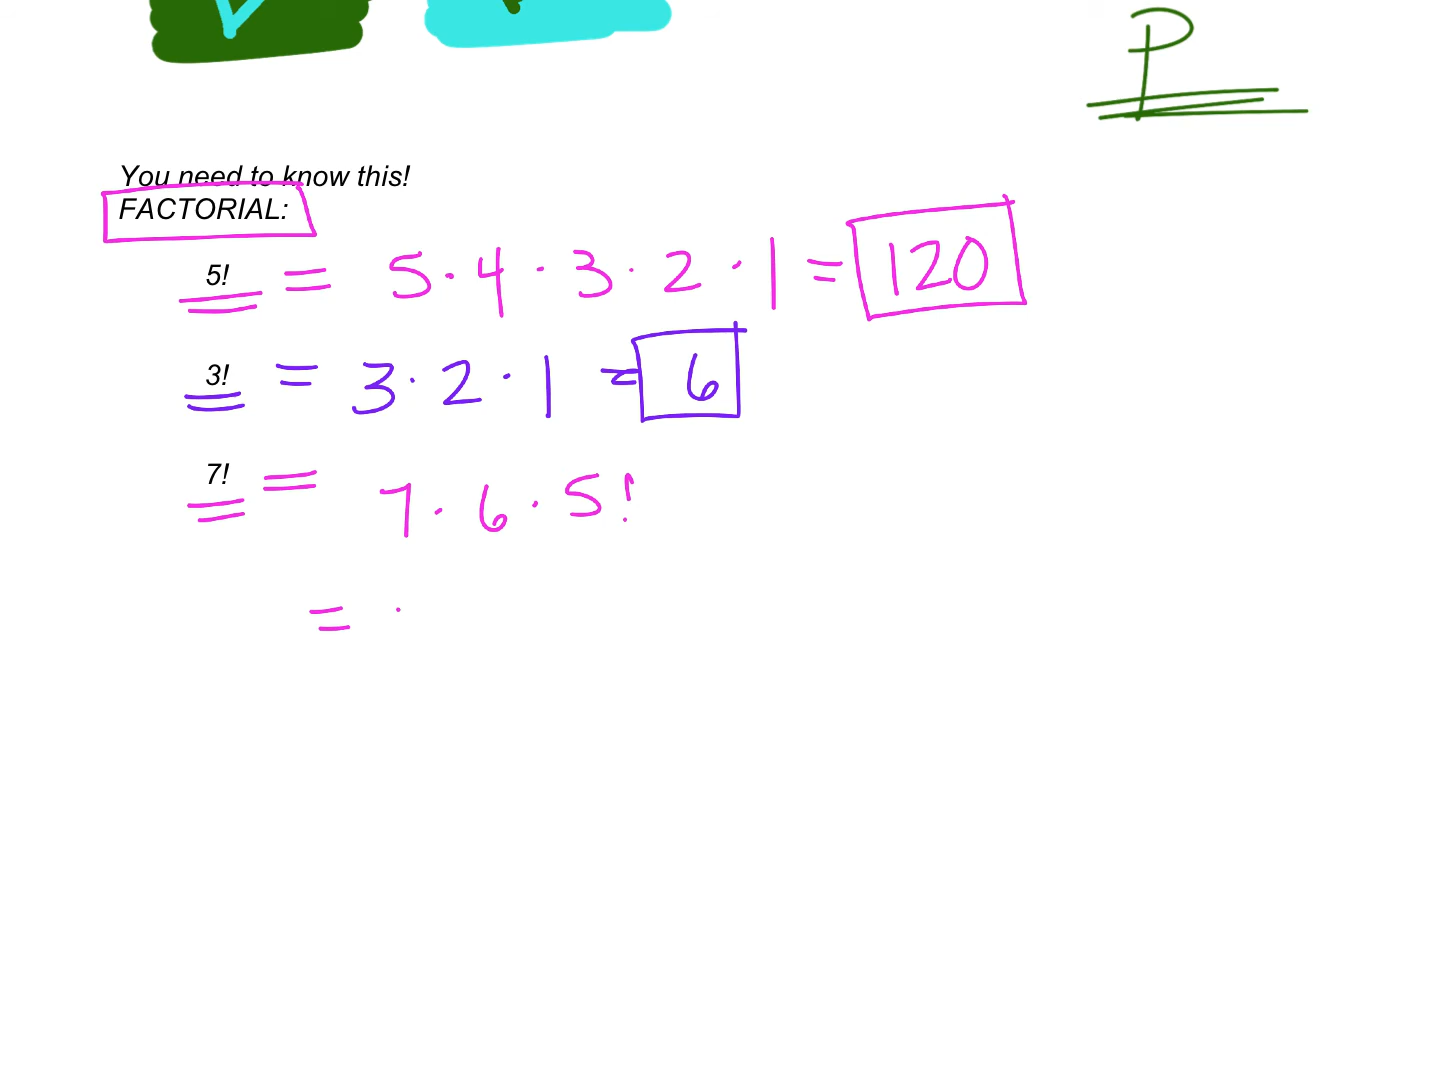 P
You need to know this!
FACTORIAL:
5! = 5 · 4 · 3 · 2 · 1 = 120
3! = 3 · 2 · 1 = 6
7! = 7 · 6 · 5!
= ·